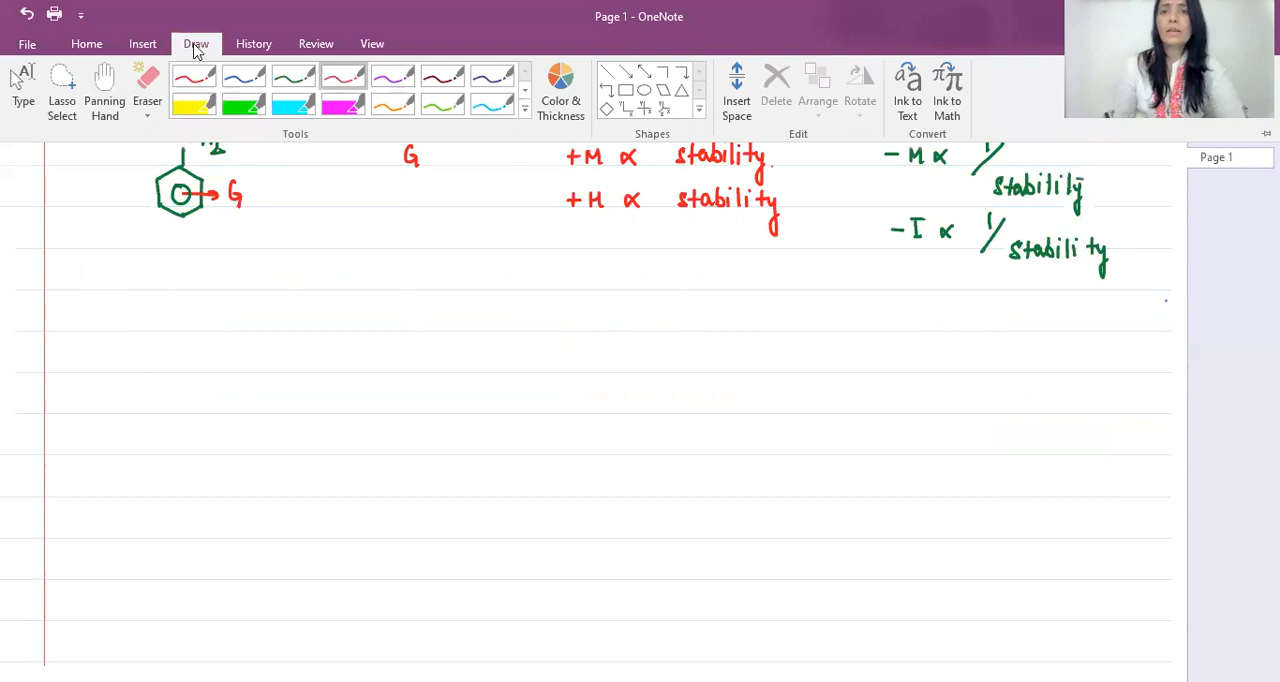 Page 1 - OneNote
File Home Insert Draw History Review View
Type Lasso Select Panning Hand Eraser Color & Thickness Insert Space Delete Arrange Rotate Ink to Text Ink to Math
Tools Shapes Edit Convert
Page 1
G +M ∝ stability - M ∝ 1/stability
G +H ∝ stability
- I ∝ 1/stability